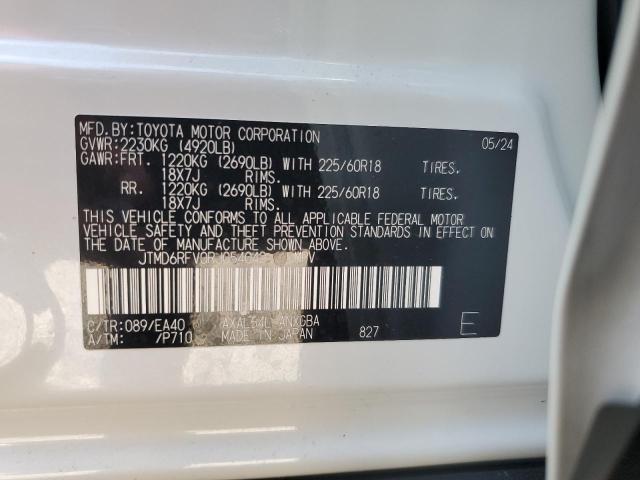 MFD.BY:TOYOTA MOTOR CORPORATION 05/24
GVWR:2230KG (4920LB)
GAWR:FRT. 1220KG (2690LB) WITH 225/60R18 TIRES.
18X7J RIMS.
RR. 1220KG (2690LB) WITH 225/60R18 TIRES.
18X7J RIMS.
THIS VEHICLE CONFORMS TO ALL APPLICABLE FEDERAL MOTOR
VEHICLE SAFETY AND THEFT PREVENTION STANDARDS IN EFFECT
ON THE DATE OF MANUFACTURE SHOWN ABOVE.
C/TR:089/EA40 AXAL54L-ANXGBA
A/TM: /P710 MADE IN JAPAN 827 E